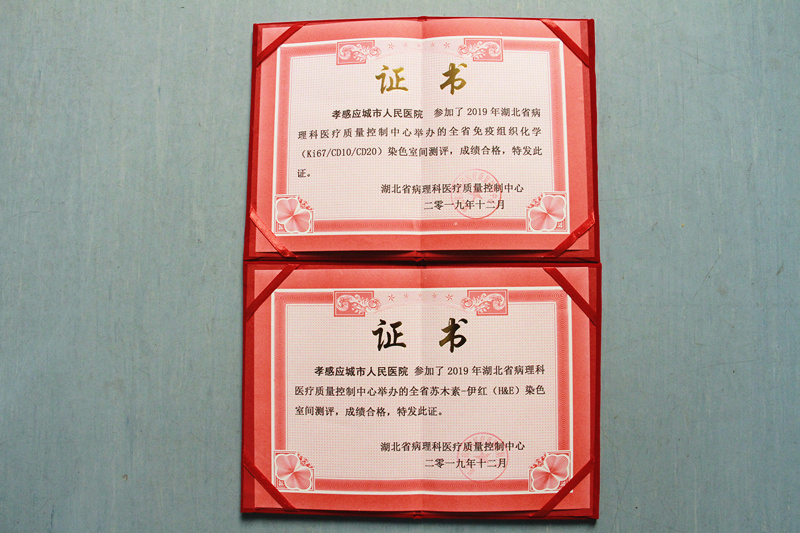 证书
孝感应城市人民医院 参加了 2019 年湖北省病
理科医疗质量控制中心举办的全省免疫组织化学
（Ki67/CD10/CD20）染色室间测评，成绩合格，特发此
证。
湖北省病理科医疗质量控制中心
二零一九年十二月
证书
孝感应城市人民医院 参加了 2019 年湖北省病理科
医疗质量控制中心举办的全省苏木素-伊红（H&E）染色
室间测评，成绩合格，特发此证。
湖北省病理科医疗质量控制中心
二零一九年十二月